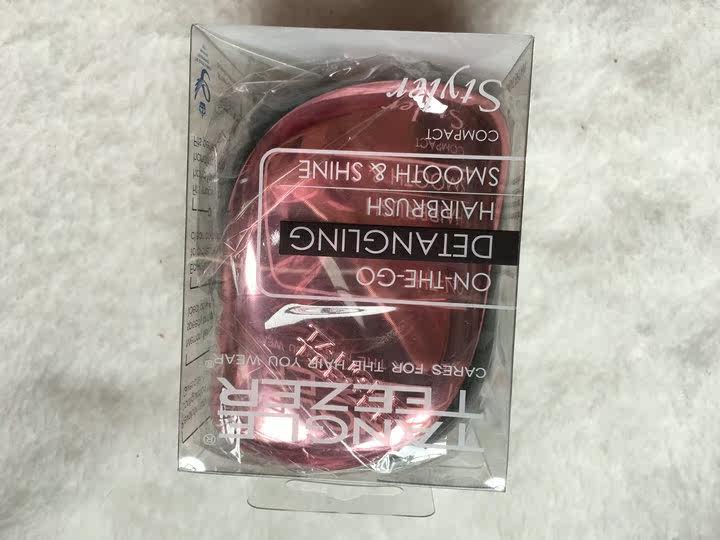 TANGLE
TEEZER®
CARES FOR THE HAIR YOU WEAR®
ON-THE-GO
DETANGLING
HAIRBRUSH
SMOOTH & SHINE
COMPACT
Styler